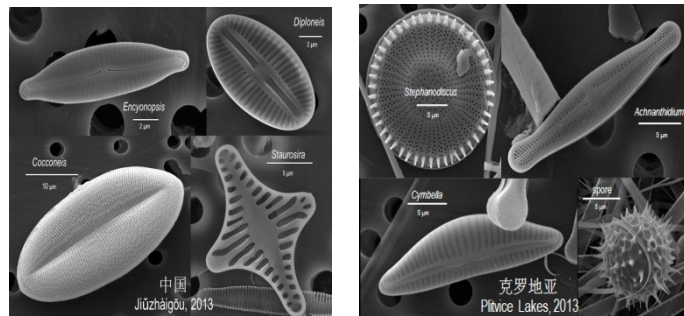 Diploneis
2 µm
Encyonopsis
2 µm
Cocconeis
10 µm
Staurosira
5 µm
中国
Jiŭzhàigōu, 2013
Stephanodiscus
5 µm
Achnanthidium
5 µm
Cymbella
5 µm
spore
5 µm
克罗地亚
Plitvice Lakes, 2013